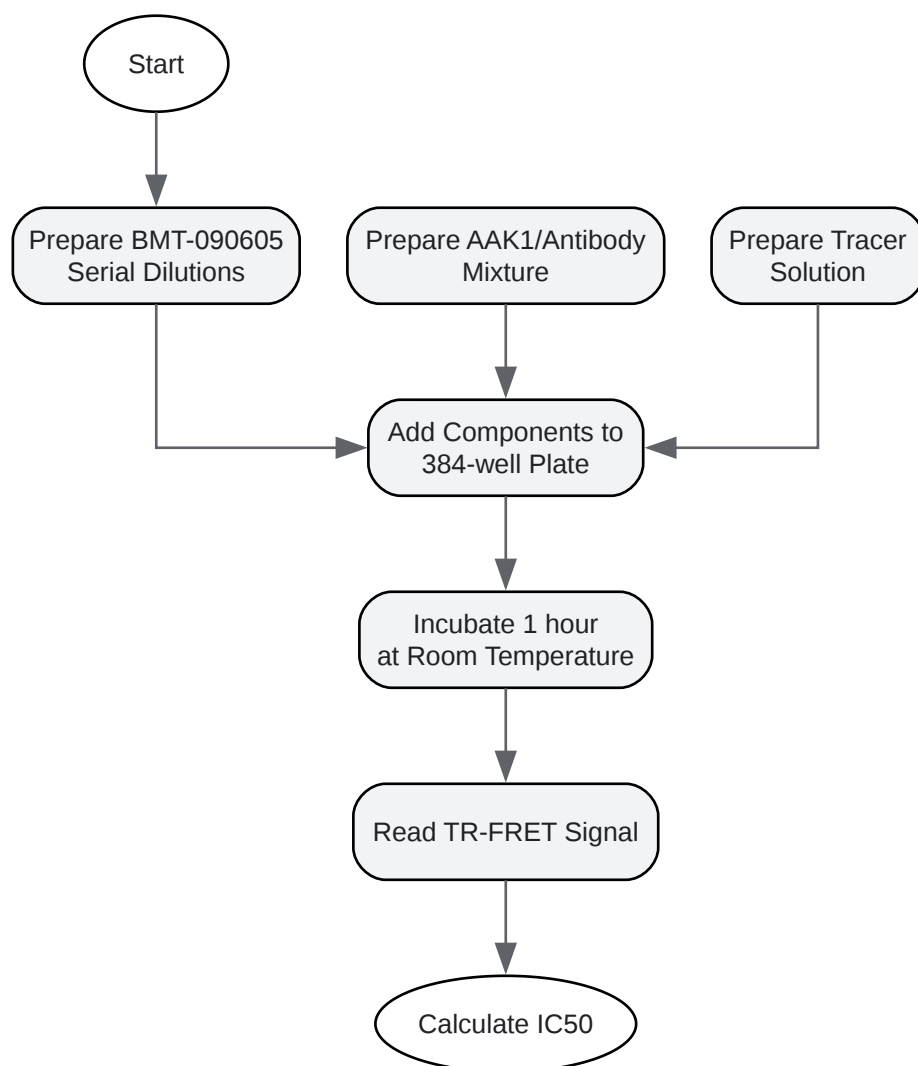 Start
Prepare BMT-090605
Serial Dilutions
Prepare AAK1/Antibody
Mixture
Prepare Tracer
Solution
Add Components to
384-well Plate
Incubate 1 hour
at Room Temperature
Read TR-FRET Signal
Calculate IC50